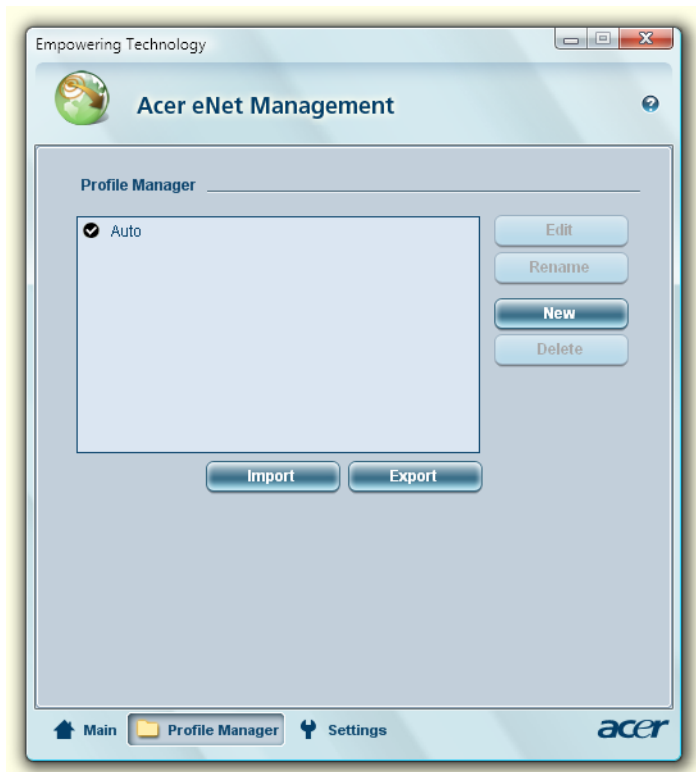 Empowering Technology
Acer eNet Management
Profile Manager
Auto
Edit
Rename
New
Delete
Import
Export
Main
Profile Manager
Settings
acer